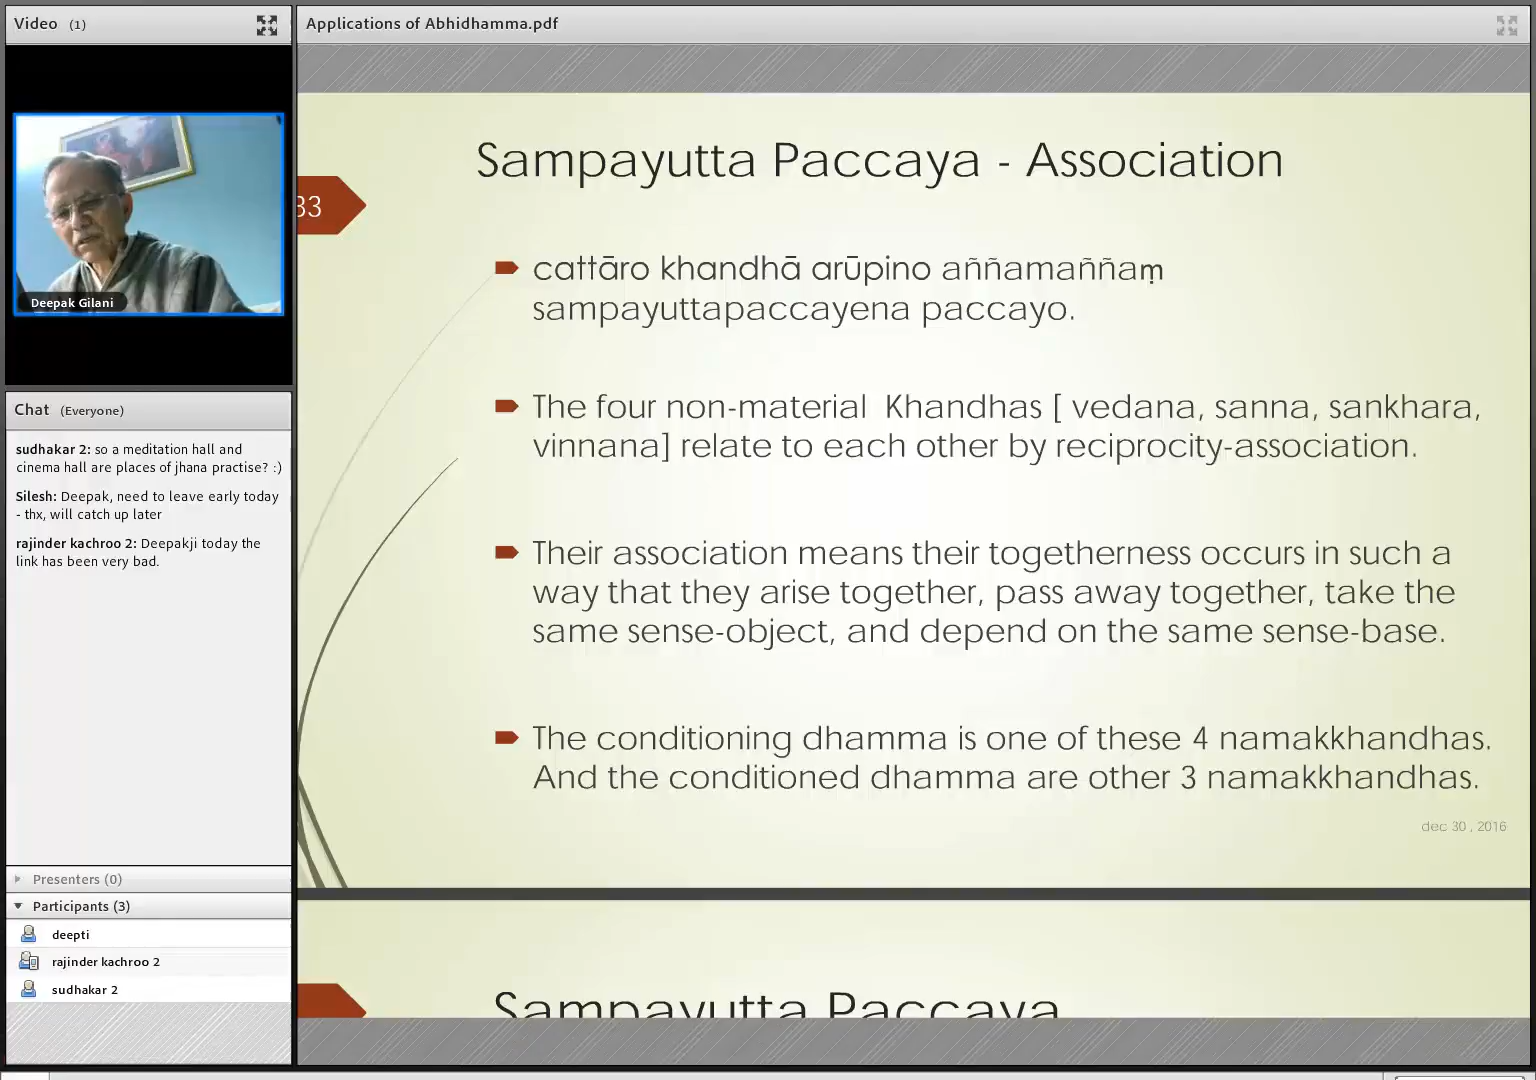 Video (1)
Applications of Abhidhamma.pdf
Deepak Gilani
Chat (Everyone)
sudhakar 2: so a meditation hall and
cinema hall are places of jhana practise? :)
Silesh: Deepak, need to leave early today
- thx, will catch up later
rajinder kachroo 2: Deepakji today the
link has been very bad.
Presenters (0)
Participants (3)
deepti
rajinder kachroo 2
sudhakar 2
Sampayutta Paccaya - Association
33
cattāro khandhā arūpino aññamaññaṃ
sampayuttapaccayena paccayo.
The four non-material Khandhas [ vedana, sanna, sankhara,
vinnana] relate to each other by reciprocity-association.
Their association means their togetherness occurs in such a
way that they arise together, pass away together, take the
same sense-object, and depend on the same sense-base.
The conditioning dhamma is one of these 4 namakkhandhas.
And the conditioned dhamma are other 3 namakkhandhas.
dec 30 , 2016
Sampayutta Paccaya